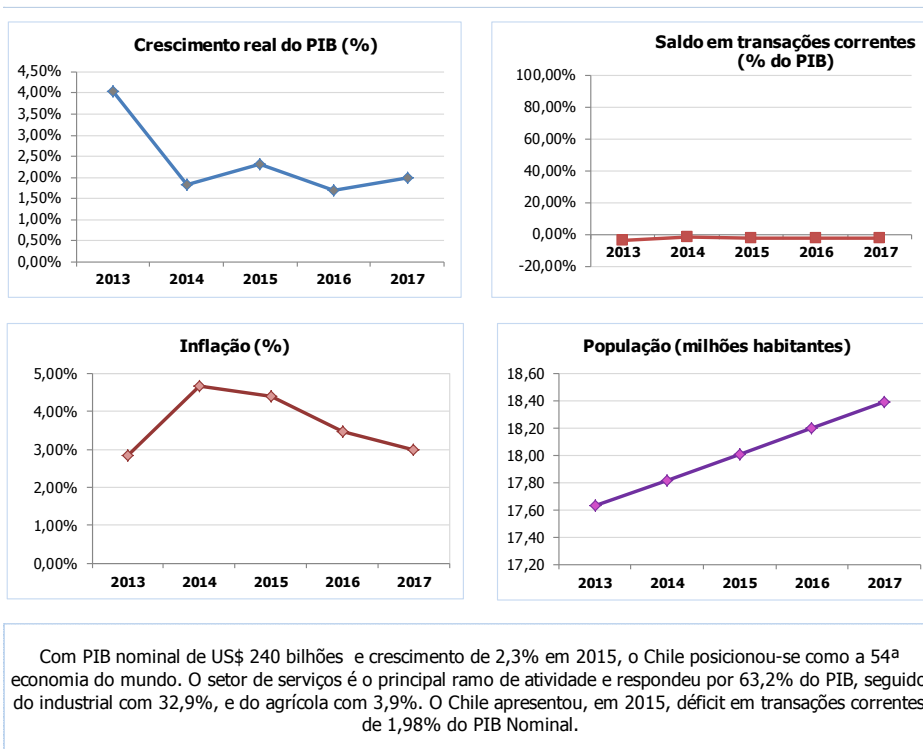 Crescimento real do PIB (%)
4,50%
4,00%
3,50%
3,00%
2,50%
2,00%
1,50%
1,00%
0,50%
0,00%
2013 2014 2015 2016 2017
Saldo em transações correntes
(% do PIB)
100,00%
80,00%
60,00%
40,00%
20,00%
0,00%
-20,00%
2013 2014 2015 2016 2017
Inflação (%)
5,00%
4,00%
3,00%
2,00%
1,00%
0,00%
2013 2014 2015 2016 2017
População (milhões habitantes)
18,60
18,40
18,20
18,00
17,80
17,60
17,40
17,20
2013 2014 2015 2016 2017
Com PIB nominal de US$ 240 bilhões e crescimento de 2,3% em 2015, o Chile posicionou-se como a 54ª
economia do mundo. O setor de serviços é o principal ramo de atividade e respondeu por 63,2% do PIB, seguido
do industrial com 32,9%, e do agrícola com 3,9%. O Chile apresentou, em 2015, déficit em transações correntes
de 1,98% do PIB Nominal.